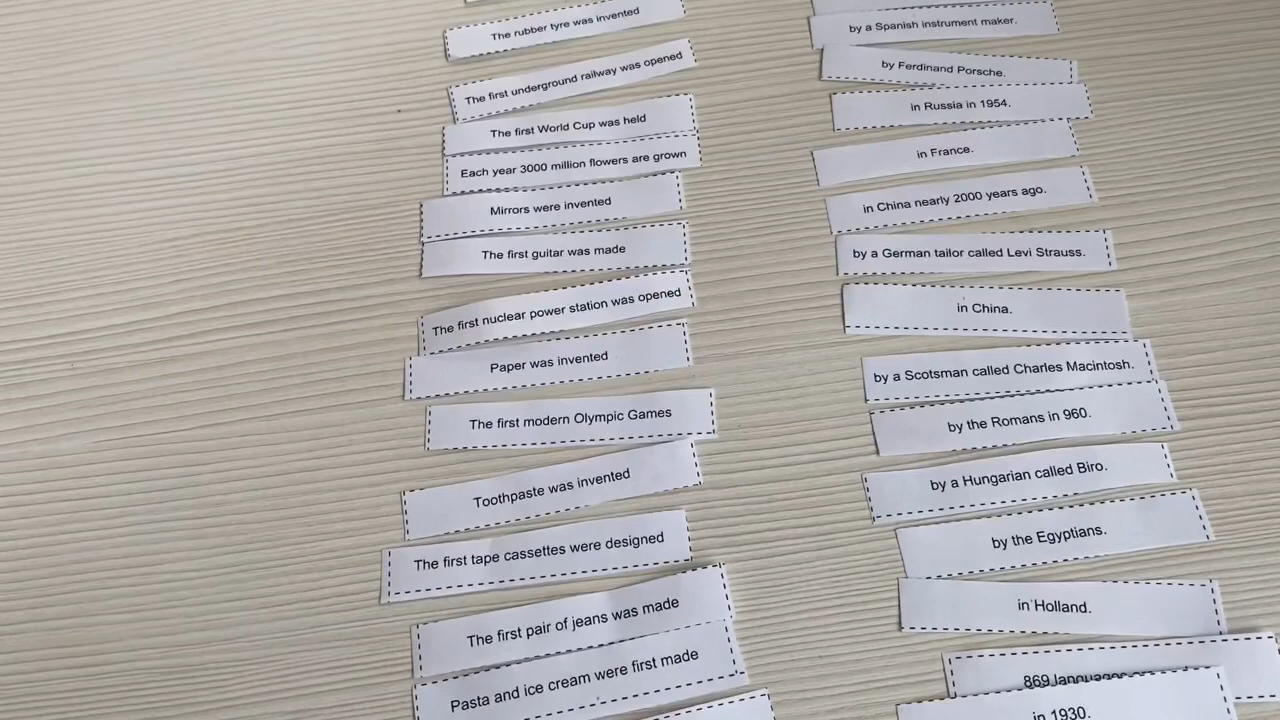 The rubber tyre was invented
The first underground railway was opened
The first World Cup was held
Each year 3000 million flowers are grown
Mirrors were invented
The first guitar was made
The first nuclear power station was opened
Paper was invented
The first modern Olympic Games
Toothpaste was invented
The first tape cassettes were designed
The first pair of jeans was made
Pasta and ice cream were first made
by a Spanish instrument maker.
by Ferdinand Porsche.
in Russia in 1954.
in France.
in China nearly 2000 years ago.
by a German tailor called Levi Strauss.
in China.
by a Scotsman called Charles Macintosh.
by the Romans in 960.
by a Hungarian called Biro.
by the Egyptians.
in Holland.
869 languages
in 1930.